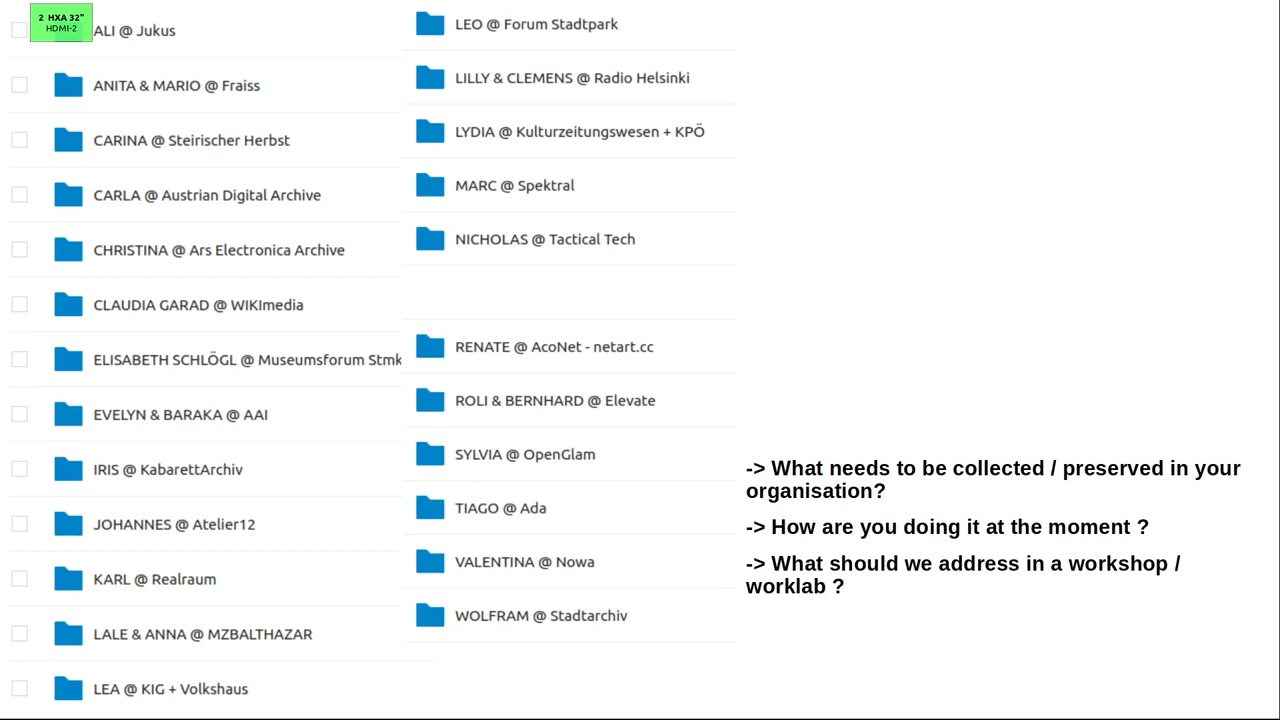 2 HXA 32"
HDMI-2
ALI @ Jukus
ANITA & MARIO @ Fraiss
CARINA @ Steirischer Herbst
CARLA @ Austrian Digital Archive
CHRISTINA @ Ars Electronica Archive
CLAUDIA GARAD @ WIKImedia
ELISABETH SCHLÖGL @ Museumsforum Stmk
EVELYN & BARAKA @ AAI
IRIS @ KabarettArchiv
JOHANNES @ Atelier12
KARL @ Realraum
LALE & ANNA @ MZBALTHAZAR
LEA @ KIG + Volkshaus
LEO @ Forum Stadtpark
LILLY & CLEMENS @ Radio Helsinki
LYDIA @ Kulturzeitungswesen + KPÖ
MARC @ Spektral
NICHOLAS @ Tactical Tech
RENATE @ AcoNet - netart.cc
ROLI & BERNHARD @ Elevate
SYLVIA @ OpenGlam
TIAGO @ Ada
VALENTINA @ Nowa
WOLFRAM @ Stadtarchiv
-> What needs to be collected / preserved in your
organisation?
-> How are you doing it at the moment ?
-> What should we address in a workshop /
worklab ?